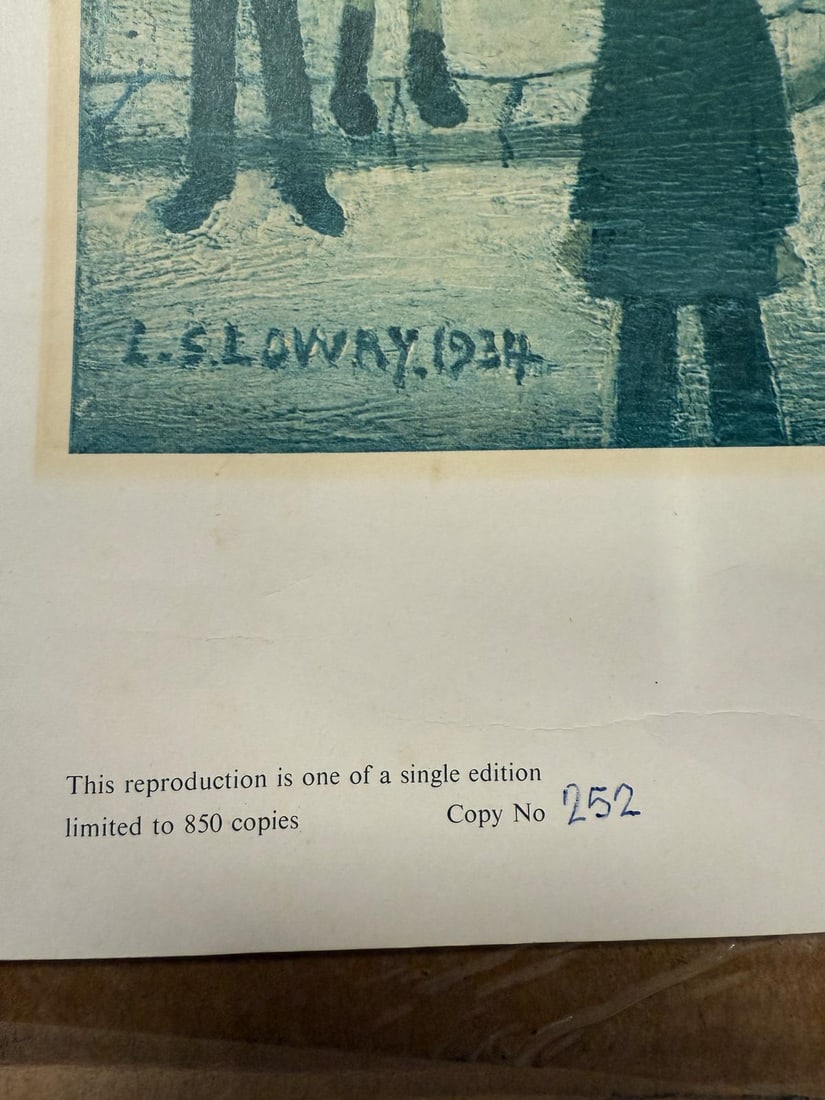 L.S.LOWRY.1934
This reproduction is one of a single edition
limited to 850 copies Copy No 252